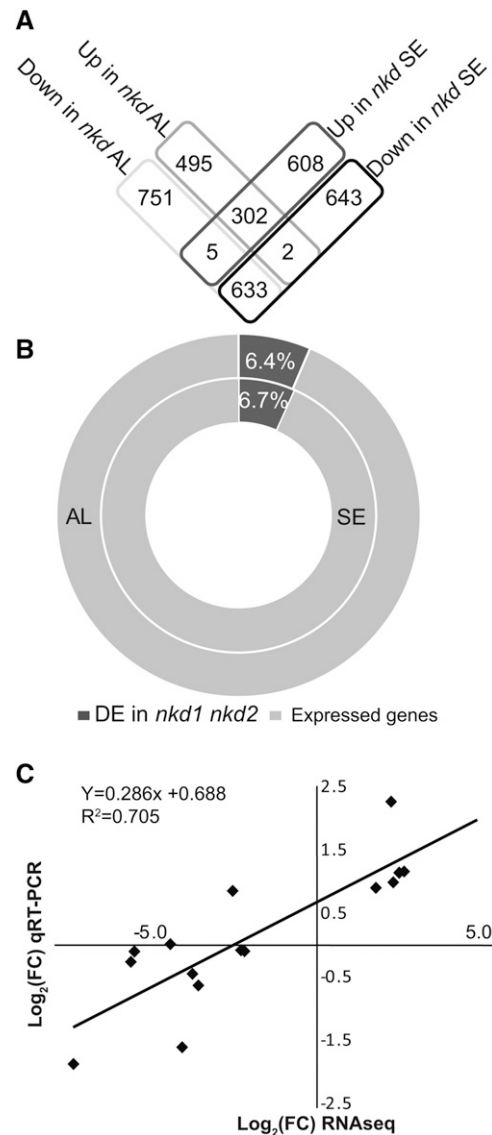 A
Down in nkd AL
Up in nkd AL
Up in nkd SE
Down in nkd SE
751
495
608
643
302
5
2
633
B
6.4%
6.7%
AL
SE
DE in nkd1 nkd2
Expressed genes
C
Y=0.286x +0.688
R²=0.705
2.5
1.5
0.5
-5.0
5.0
-0.5
-1.5
-2.5
Log₂(FC) qRT-PCR
Log₂(FC) RNAseq